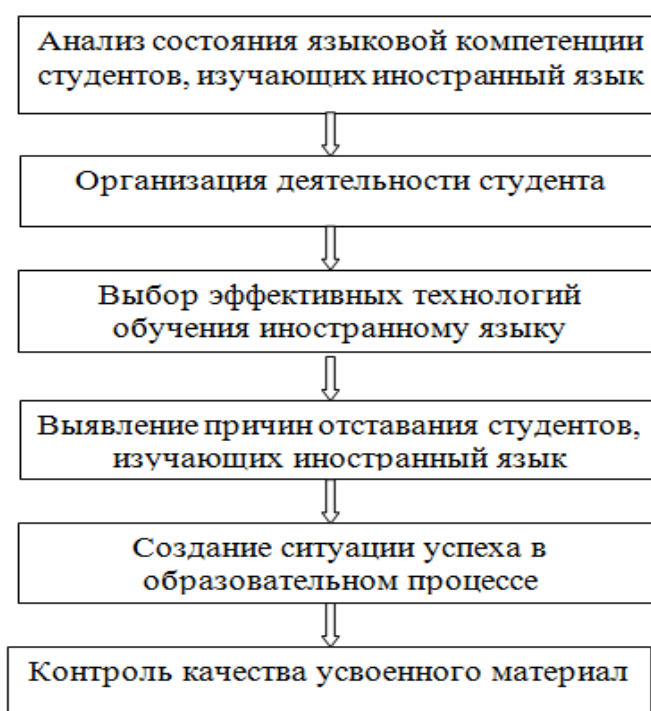 Анализ состояния языковой компетенции
студентов, изучающих иностранный язык
Организация деятельности студента
Выбор эффективных технологий
обучения иностранному языку
Выявление причин отставания студентов,
изучающих иностранный язык
Создание ситуации успеха в
образовательном процессе
Контроль качества усвоенного материал